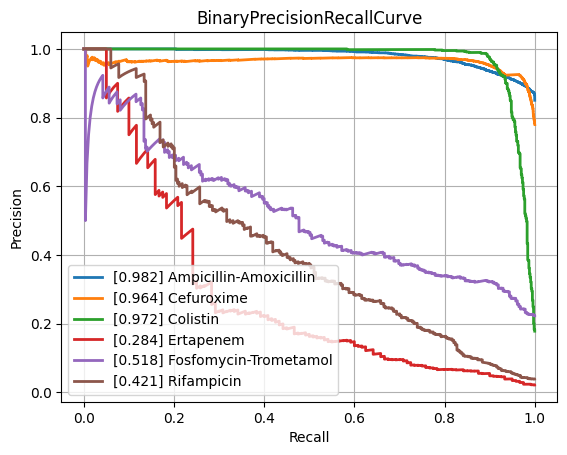 BinaryPrecisionRecallCurve
1.0
0.8
0.6
0.4
0.2
0.0
Precision
[0.982] Ampicillin-Amoxicillin
[0.964] Cefuroxime
[0.972] Colistin
[0.284] Ertapenem
[0.518] Fosfomycin-Trometamol
[0.421] Rifampicin
0.0 0.2 0.4 0.6 0.8 1.0
Recall